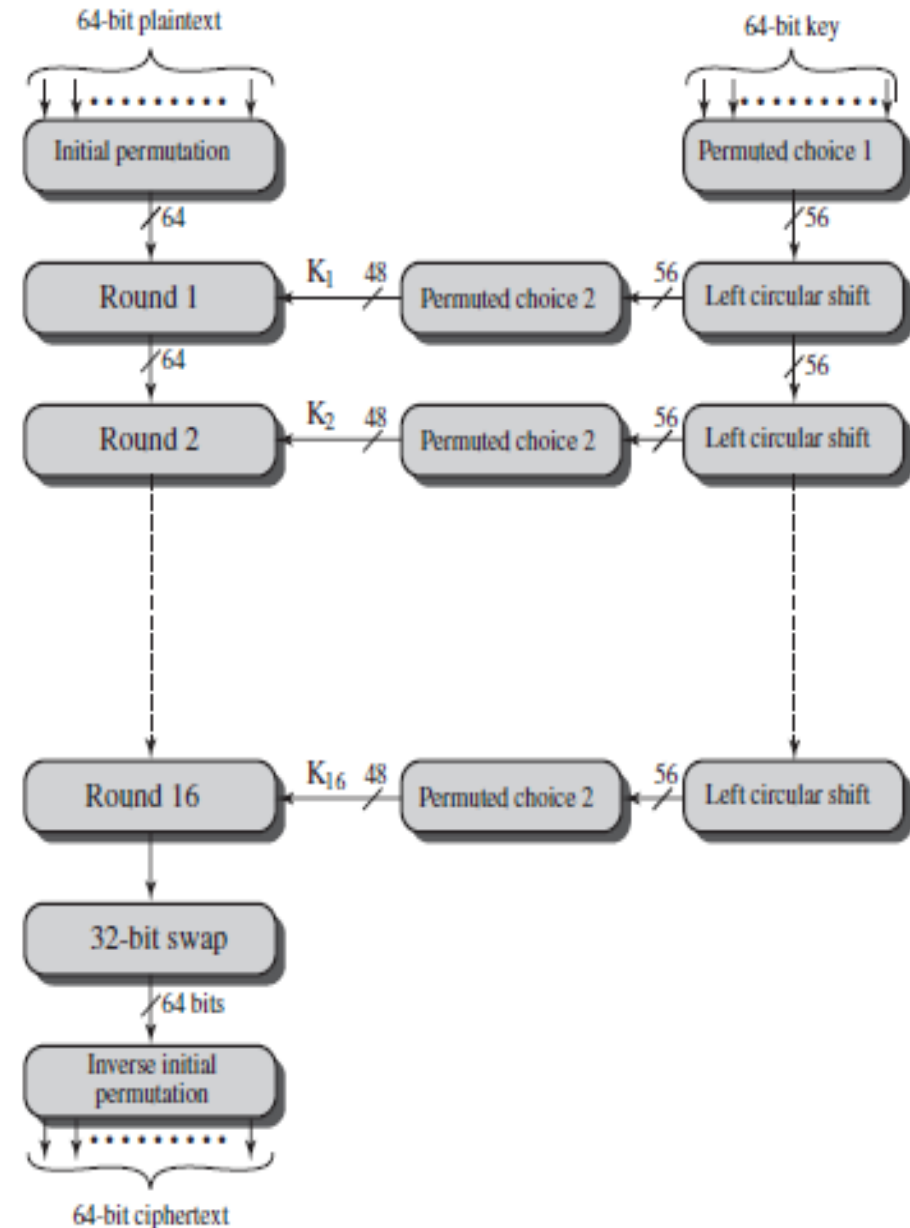 64-bit plaintext
64-bit key
Initial permutation
Permuted choice 1
64
56
Round 1
K1
48
Permuted choice 2
56
Left circular shift
64
56
Round 2
K2
48
Permuted choice 2
56
Left circular shift
Round 16
K16
48
Permuted choice 2
56
Left circular shift
32-bit swap
64 bits
Inverse initial
permutation
64-bit ciphertext